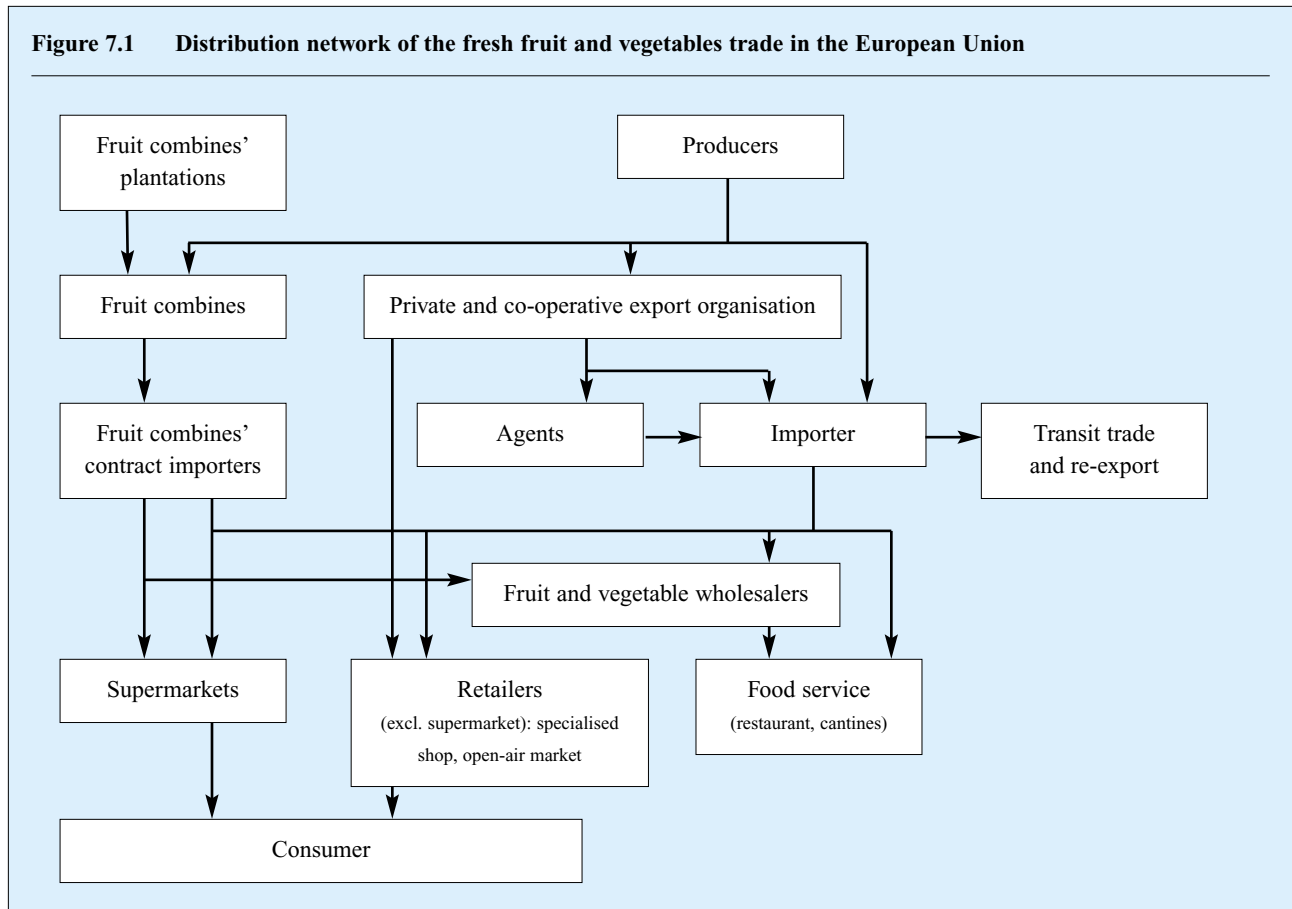 Figure 7.1 Distribution network of the fresh fruit and vegetables trade in the European Union
Fruit combines’
plantations
Producers
Fruit combines
Private and co-operative export organisation
Fruit combines’
contract importers
Agents
Importer
Transit trade
and re-export
Fruit and vegetable wholesalers
Supermarkets
Retailers
(excl. supermarket): specialised
shop, open-air market
Food service
(restaurant, cantines)
Consumer